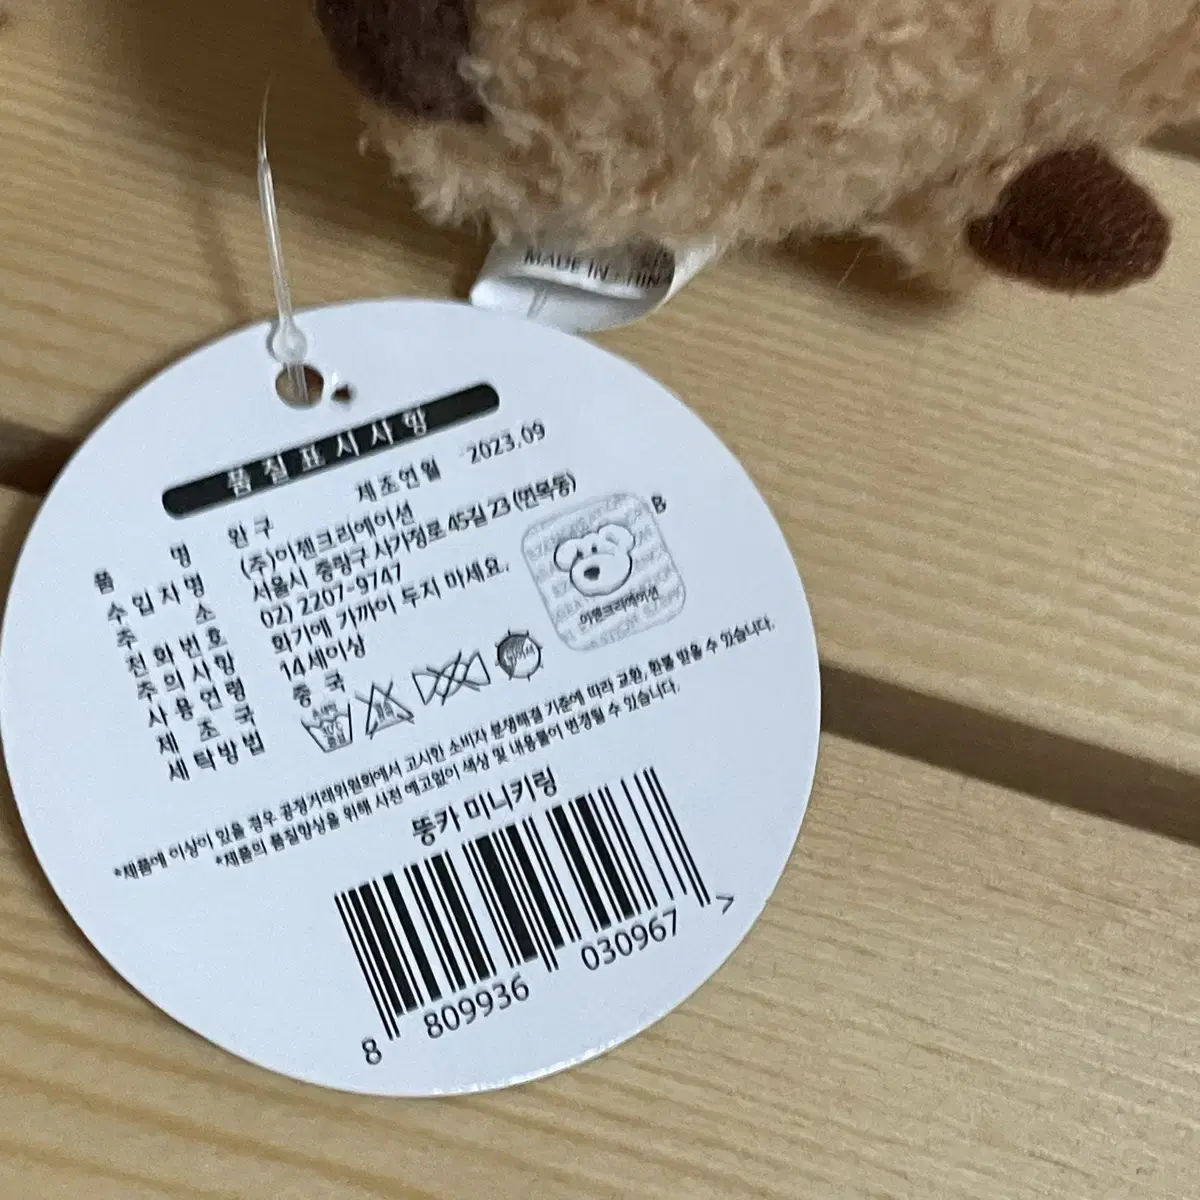 MADE IN CHINA
품질표시사항
품 명 완 구 제조연월 2023.09
수 입 자 명 (주)이젠크리에이션
주 소 서울시 중랑구 사가정로 45길 23 (면목동)
전 화 번 호 02) 2207-9747
주 의 사 항 화기에 가까이 두지 마세요.
사 용 연 령 14세이상
제 조 국 중 국
세 탁 방 법
B
이젠크리에이션
*제품에 이상이 있을 경우 공정거래위원회에서 고시한 소비자 분쟁해결 기준에 따라 교환, 환불 받을 수 있습니다.
*제품의 품질향상을 위해 사전 예고없이 색상 및 내용물이 변경될 수 있습니다.
똥카 미니키링
8 809936 030967 >